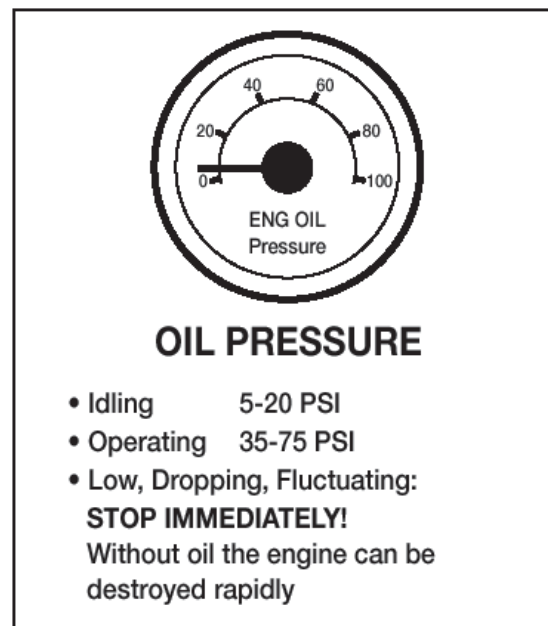 40 60
20 80
0 100
ENG OIL
Pressure
OIL PRESSURE
• Idling 5-20 PSI
• Operating 35-75 PSI
• Low, Dropping, Fluctuating:
STOP IMMEDIATELY!
Without oil the engine can be
destroyed rapidly